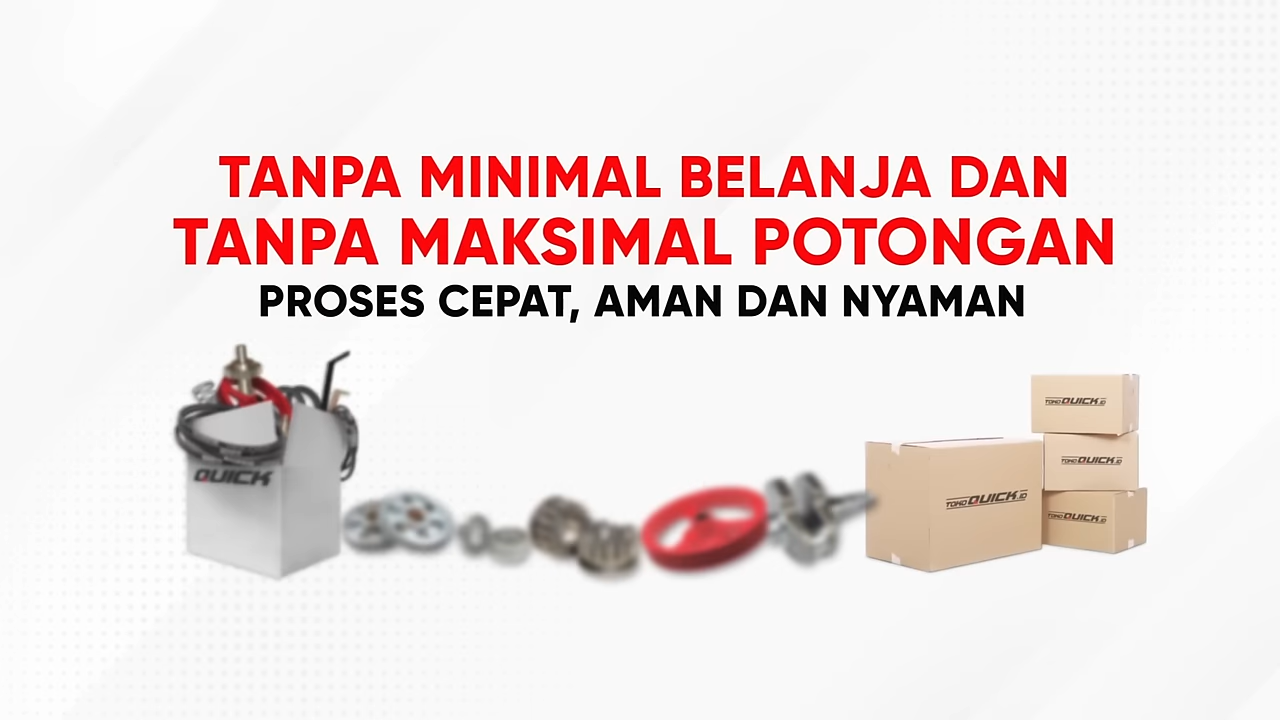 TANPA MINIMAL BELANJA DAN
TANPA MAKSIMAL POTONGAN
PROSES CEPAT, AMAN DAN NYAMAN
QUICK
TOKOQUICK.ID
TOKOQUICK.ID
TOKOQUICK.ID
TOKOQUICK.ID